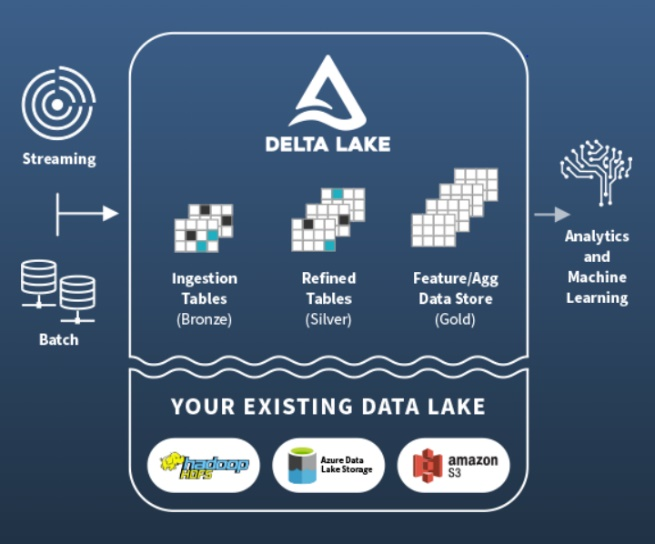 DELTA LAKE
Streaming
Batch
Ingestion
Tables
(Bronze)
Refined
Tables
(Silver)
Feature/Agg
Data Store
(Gold)
Analytics
and
Machine
Learning
YOUR EXISTING DATA LAKE
hadoop
HDFS
Azure Data
Lake Storage
amazon
S3